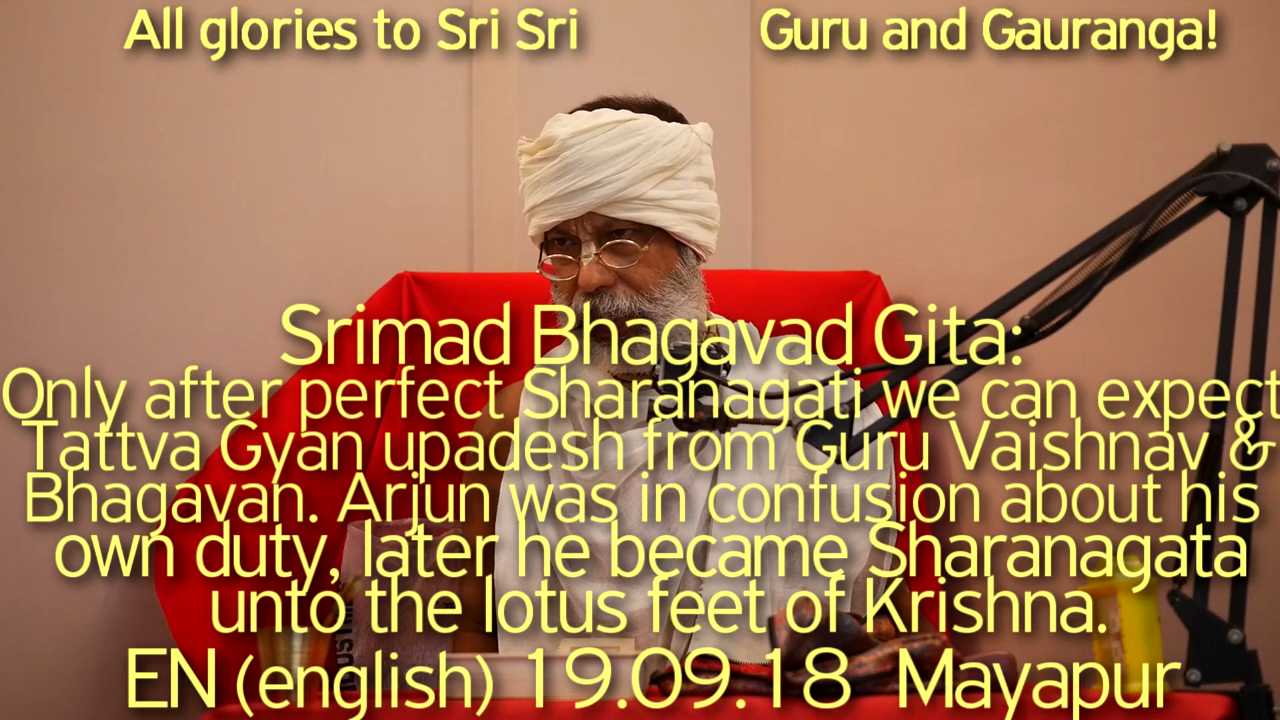 All glories to Sri Sri Guru and Gauranga!
Srimad Bhagavad Gita:
Only after perfect Sharanagati we can expect
Tattva Gyan upadesh from Guru Vaishnav &
Bhagavan. Arjun was in confusion about his
own duty, later he became Sharanagata
unto the lotus feet of Krishna.
EN (english) 19.09.18 Mayapur